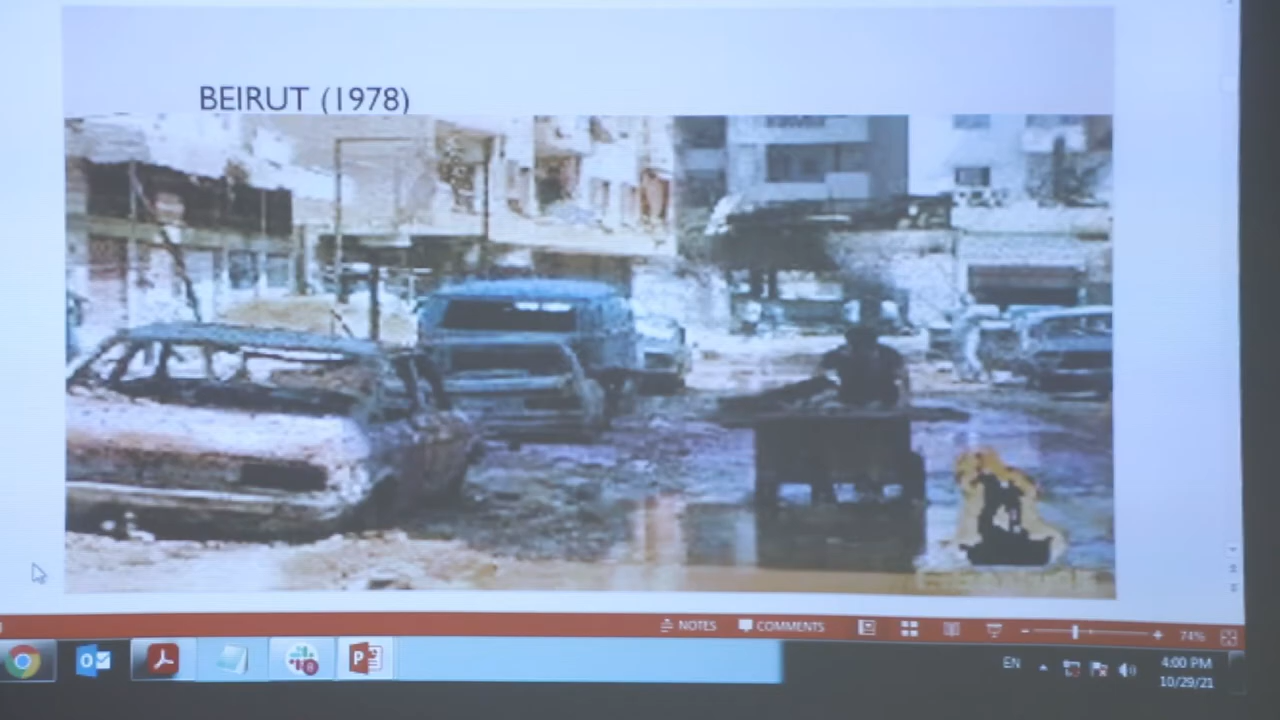 BEIRUT (1978)
NOTES
COMMENTS
74%
EN
4:00 PM
10/29/21